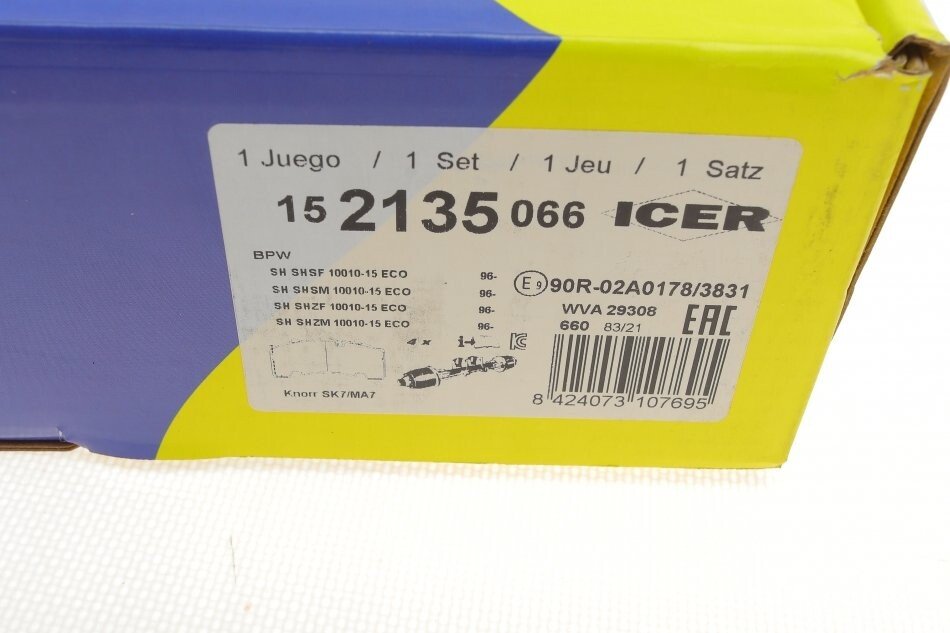 1 Juego / 1 Set / 1 Jeu / 1 Satz
15 2135 066 ICER
BPW
SH SHSF 10010-15 ECO 96-
SH SHSM 10010-15 ECO 96-
SH SHZF 10010-15 ECO 96-
SH SHZM 10010-15 ECO 96-
E9 90R-02A0178/3831
WVA 29308
660 83/21 EAC
4 x i→
Knorr SK7/MA7
8 424073 107695